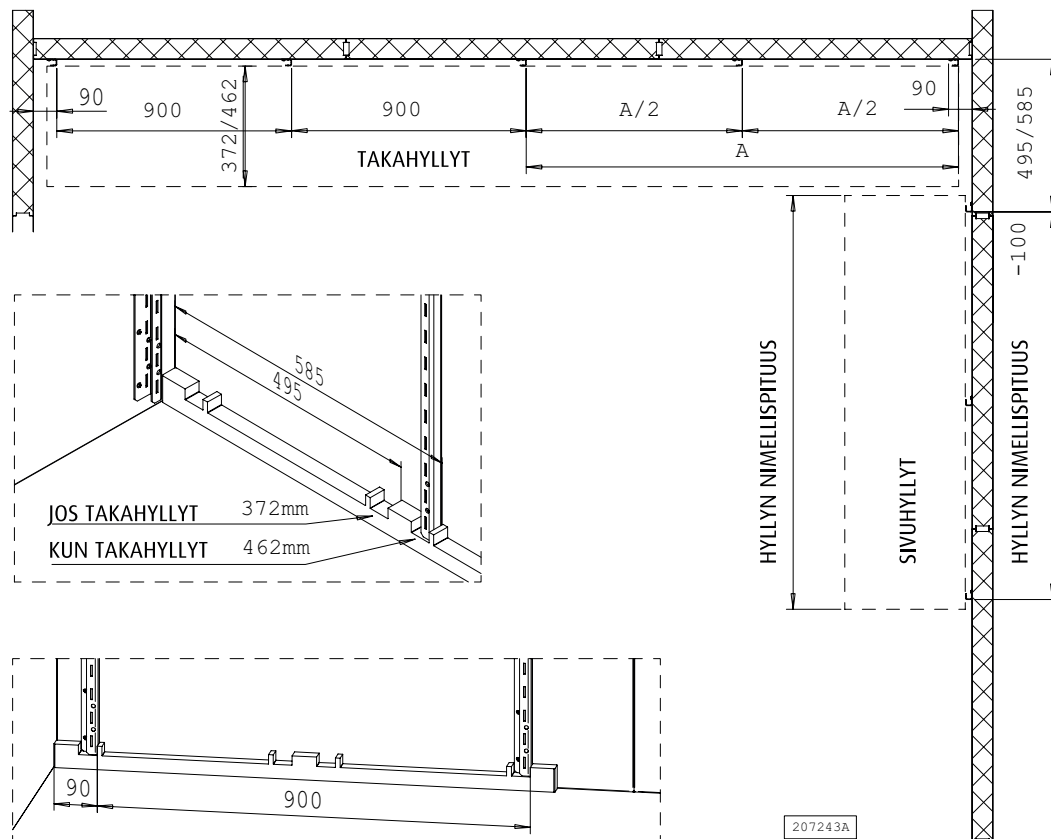 90
900
372/462
900
A/2
A/2
90
A
TAKAHYLLYT
495/585
-100
HYLLYN NIMELLISPITUUS
SIVUHYLLYT
HYLLYN NIMELLISPITUUS
585
495
JOS TAKAHYLLYT 372mm
KUN TAKAHYLLYT 462mm
90
900
207243A